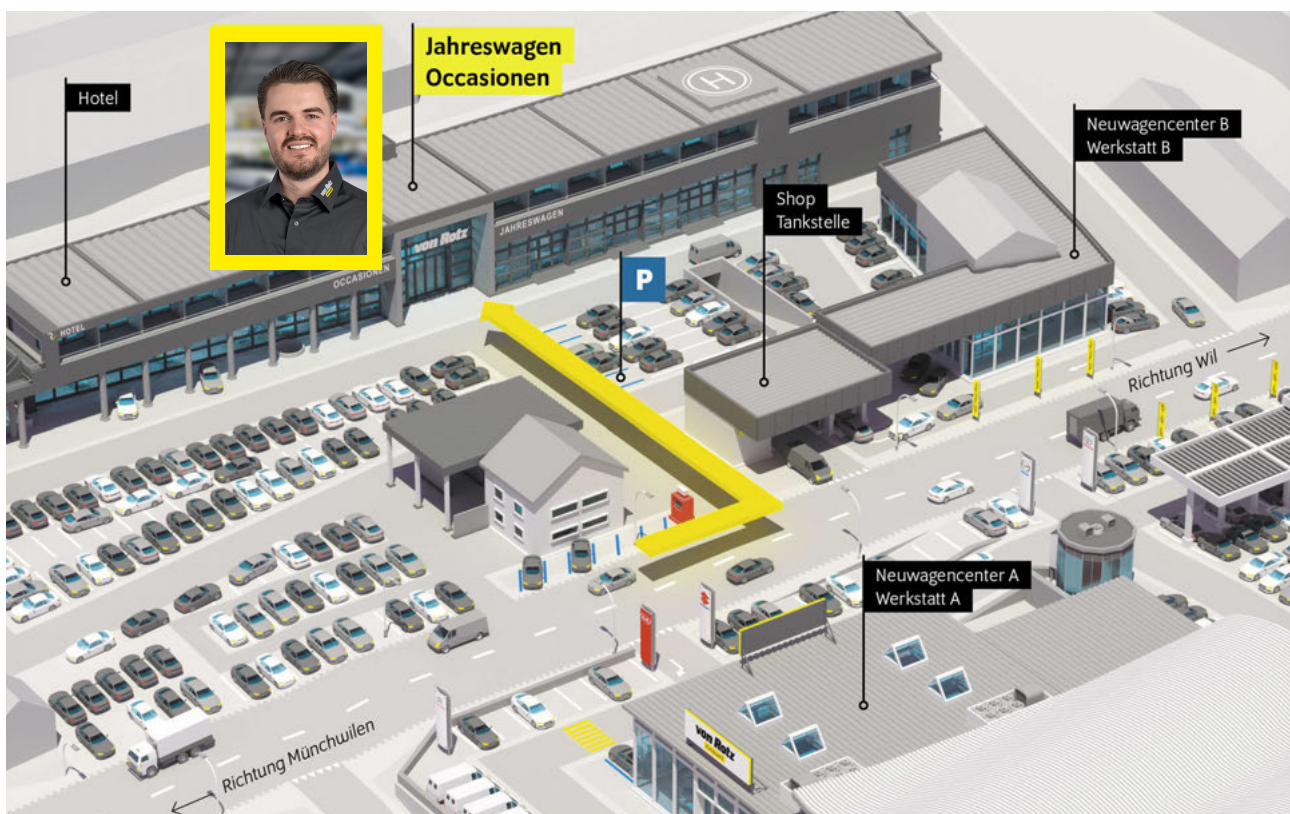 Jahreswagen
Occasionen
Hotel
H
Neuwagencenter B
Werkstatt B
Shop
Tankstelle
von Rotz
JAHRESWAGEN
OCCASIONEN
HOTEL
P
Richtung Wil
Neuwagencenter A
Werkstatt A
von Rotz
Richtung Münchwilen